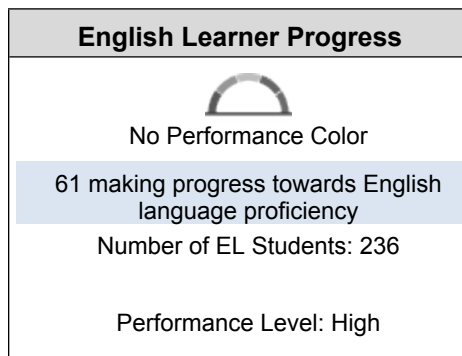 English Learner Progress
No Performance Color
61 making progress towards English
language proficiency
Number of EL Students: 236
Performance Level: High